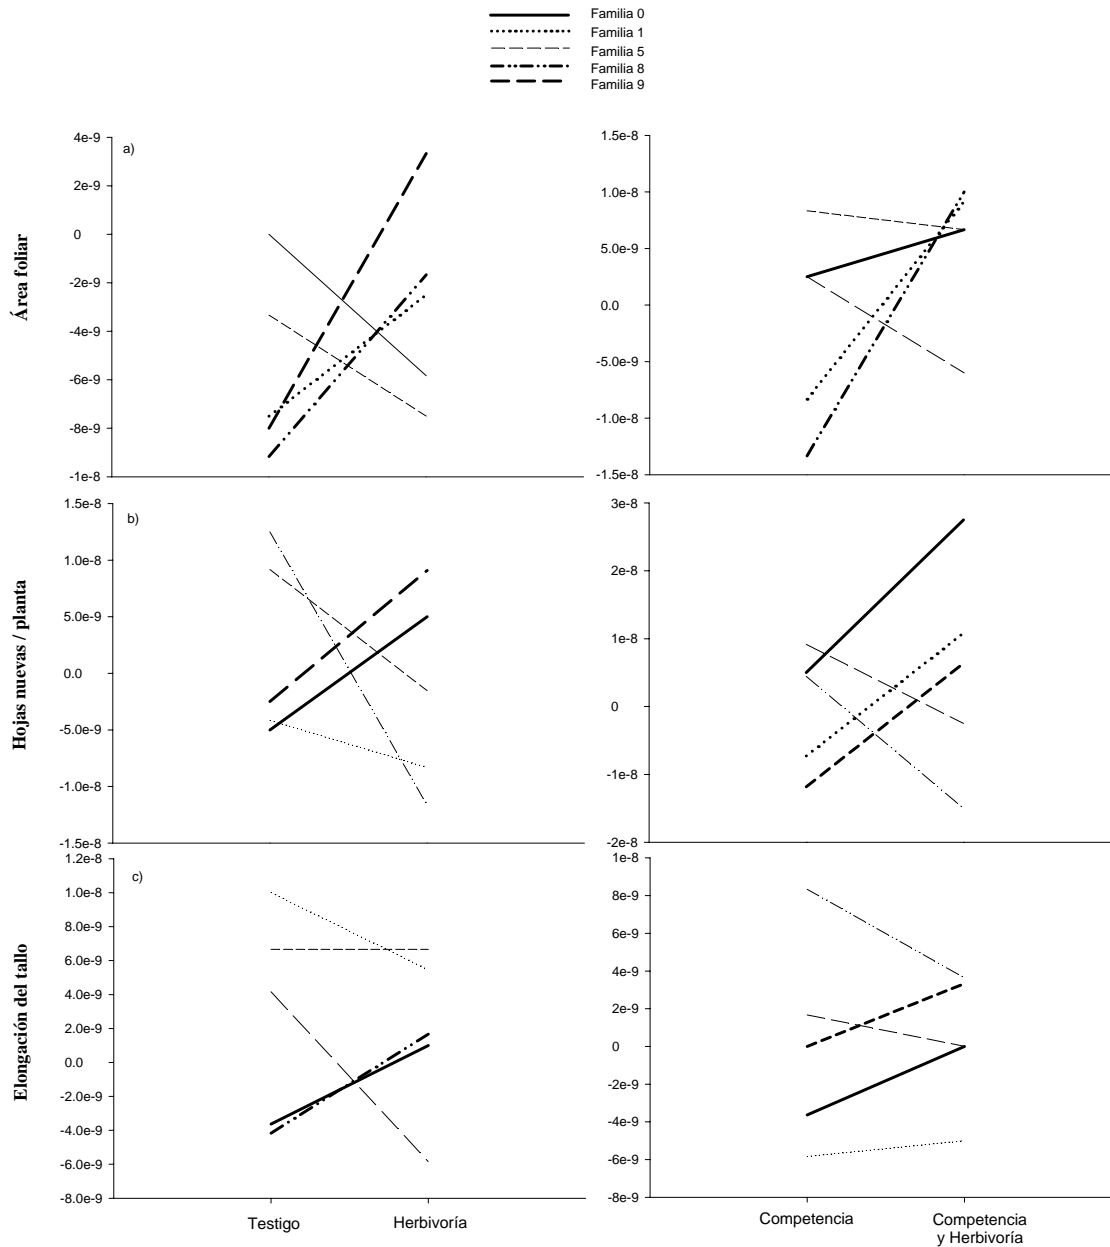 Familia 0
Familia 1
Familia 5
Familia 8
Familia 9
Área foliar
a)
4e-9
2e-9
0
-2e-9
-4e-9
-6e-9
-8e-9
-1e-8
1.5e-8
1.0e-8
5.0e-9
0.0
-5.0e-9
-1.0e-8
-1.5e-8
Hojas nuevas / planta
b)
1.5e-8
1.0e-8
5.0e-9
0.0
-5.0e-9
-1.0e-8
-1.5e-8
3e-8
2e-8
1e-8
0
-1e-8
-2e-8
Elongación del tallo
c)
1.2e-8
1.0e-8
8.0e-9
6.0e-9
4.0e-9
2.0e-9
0.0
-2.0e-9
-4.0e-9
-6.0e-9
-8.0e-9
1e-8
8e-9
6e-9
4e-9
2e-9
0
-2e-9
-4e-9
-6e-9
-8e-9
Testigo
Herbivoría
Competencia
Competencia
y Herbivoría